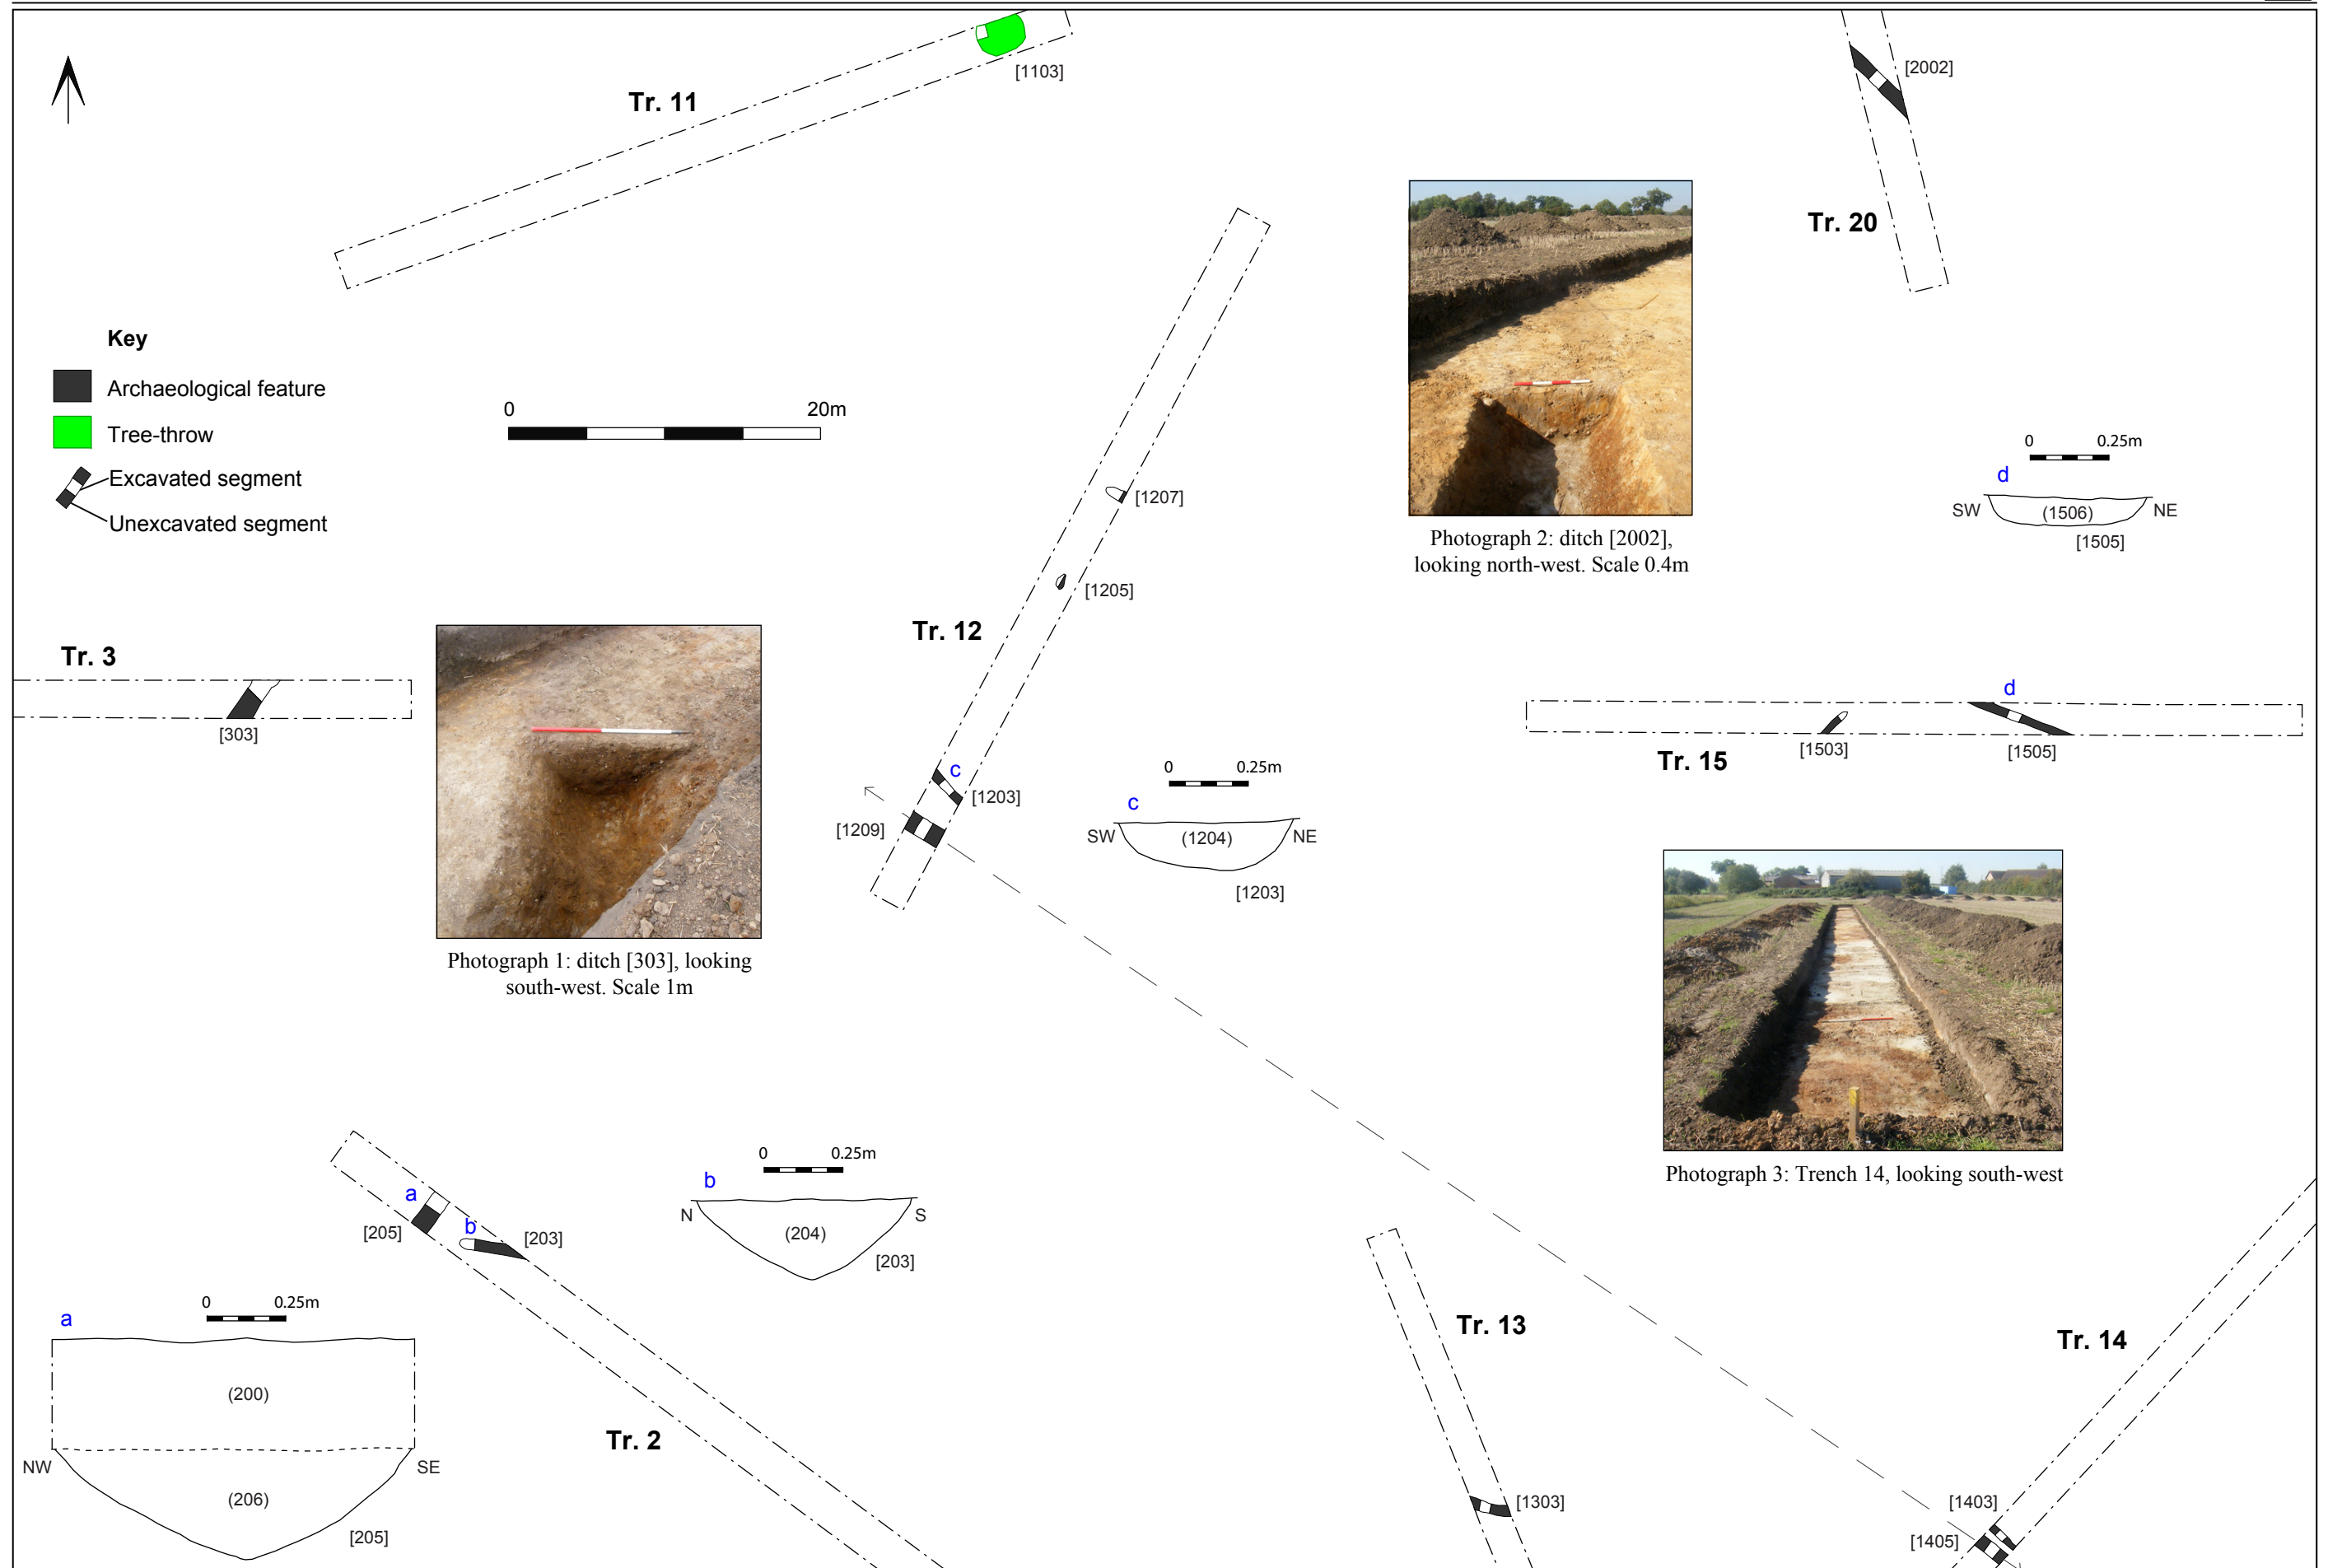 [1103]
Tr. 11
[2002]
Tr. 20
Key
Archaeological feature
Tree-throw
Excavated segment
Unexcavated segment
0 20m
[1207]
[1205]
Tr. 12
Photograph 2: ditch [2002],
looking north-west. Scale 0.4m
0 0.25m
d
SW (1506) NE
[1505]
Tr. 3
[303]
Photograph 1: ditch [303], looking
south-west. Scale 1m
c
[1203]
[1209]
0 0.25m
c
SW (1204) NE
[1203]
d
[1503]
[1505]
Tr. 15
Photograph 3: Trench 14, looking south-west
a
[205]
b
[203]
0 0.25m
b
N S
(204)
[203]
0 0.25m
a
(200)
NW SE
(206)
[205]
Tr. 2
Tr. 13
[1303]
Tr. 14
[1403]
[1405]